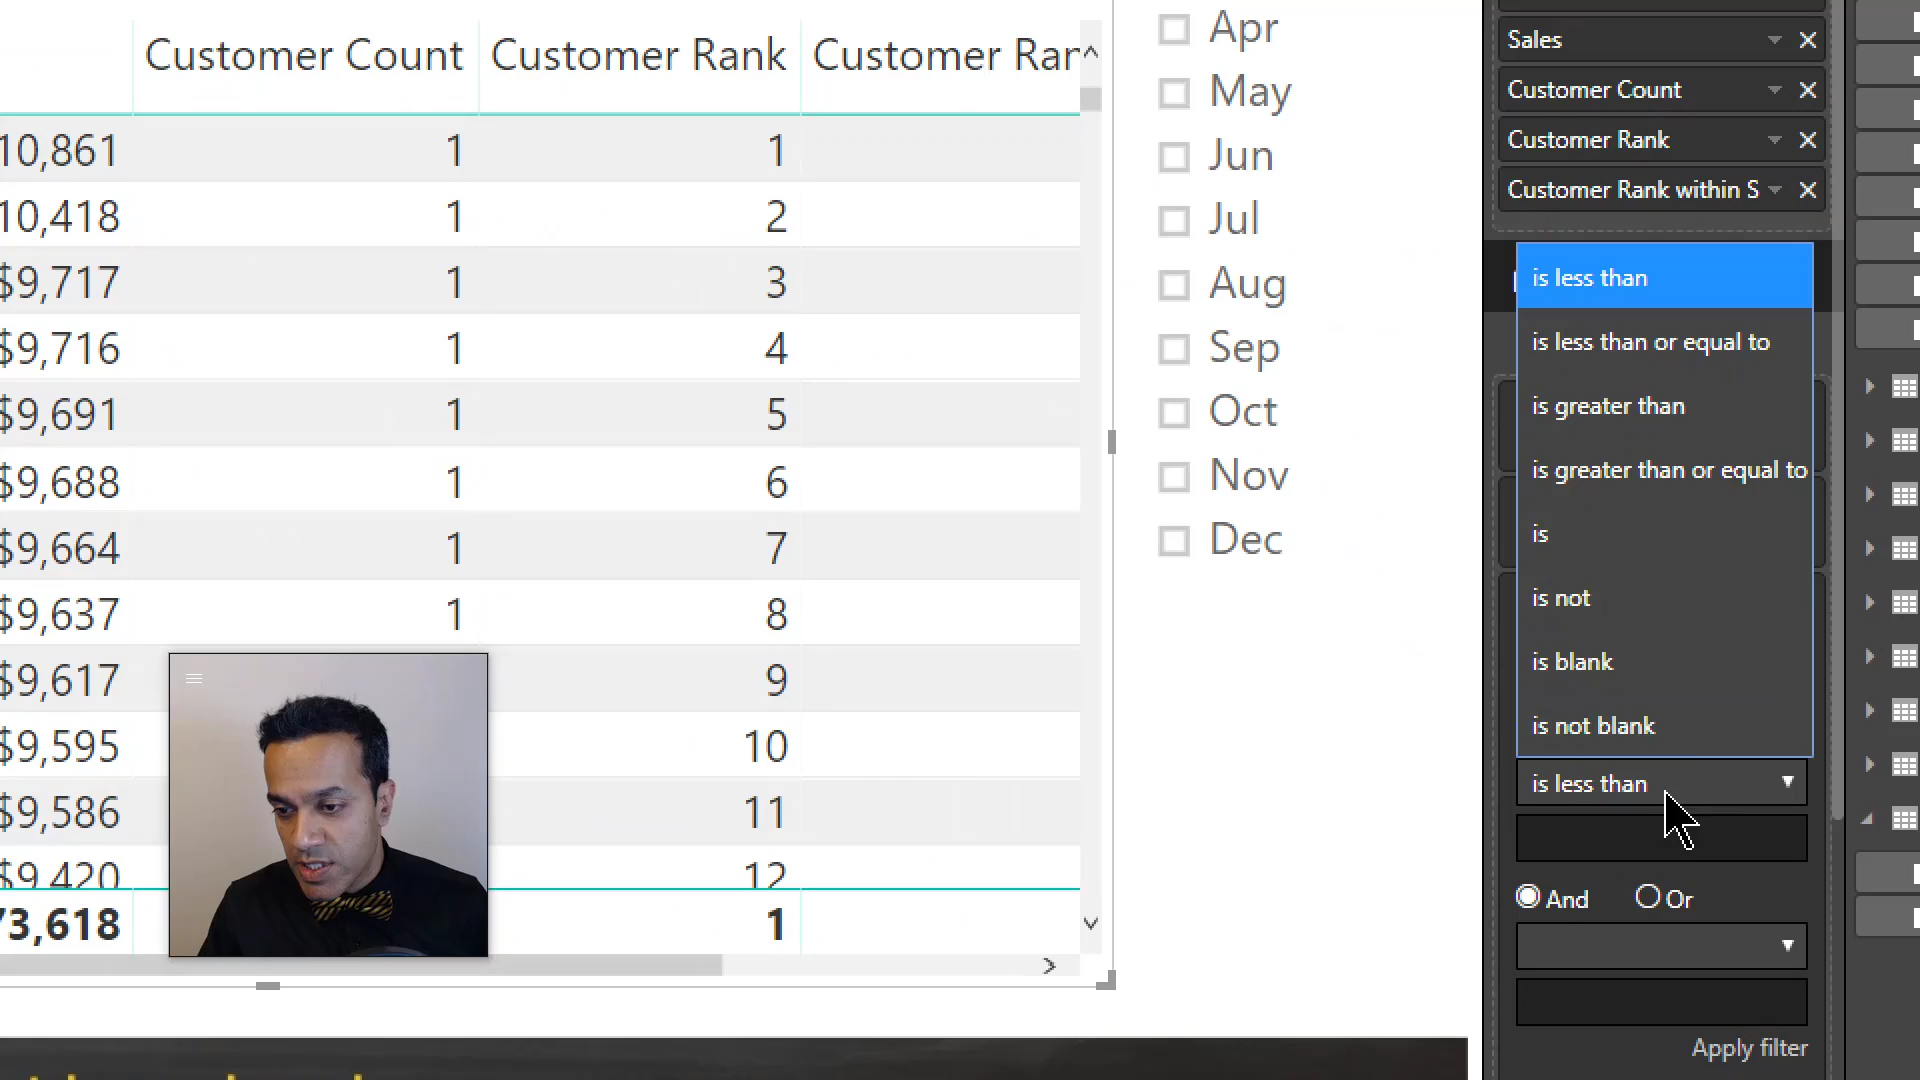 Customer Count Customer Rank Customer Ran
10,861 1 1
10,418 1 2
$9,717 1 3
$9,716 1 4
$9,691 1 5
$9,688 1 6
$9,664 1 7
$9,637 1 8
$9,617 9
$9,595 10
$9,586 11
$9,420 12
73,618 1
Apr
May
Jun
Jul
Aug
Sep
Oct
Nov
Dec
Sales
Customer Count
Customer Rank
Customer Rank within S
is less than
is less than or equal to
is greater than
is greater than or equal to
is
is not
is blank
is not blank
is less than
And Or
Apply filter